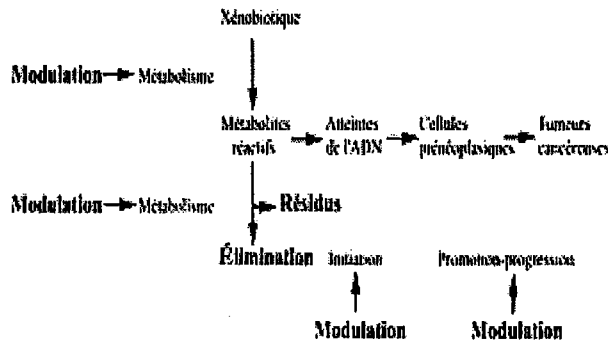 Xénobiotique
Modulation Métabolisme
Métabolites réactifs
Atteintes de l'ADN
Cellules prénéoplasiques
Tumeurs cancéreuses
Modulation Métabolisme
Résidus
Élimination Initiation Promotion-progression
Modulation Modulation